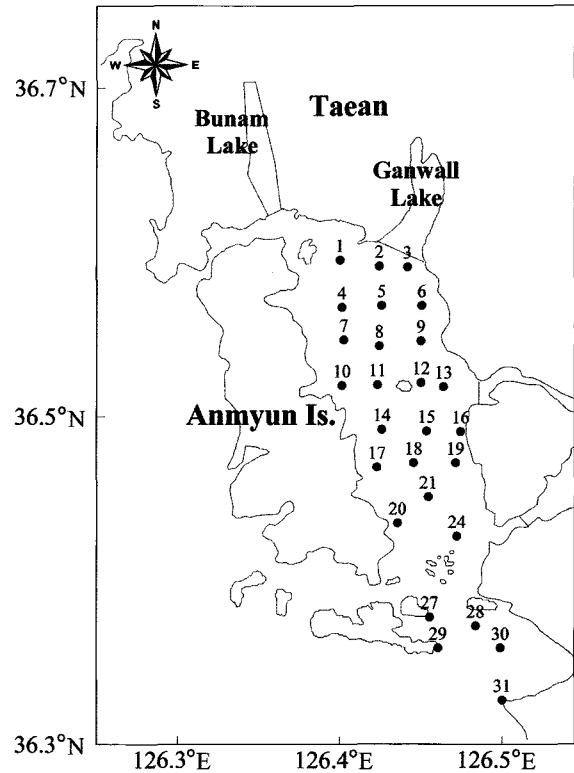 N
W E
S
36.7°N
Taean
Bunam
Lake
Ganwall
Lake
1 2 3
4 5 6
7 8 9
10 11 12 13
Anmyun Is.
36.5°N
14 15 16
17 18 19
21
20
24
27
28
29 30
31
36.3°N
126.3°E 126.4°E 126.5°E